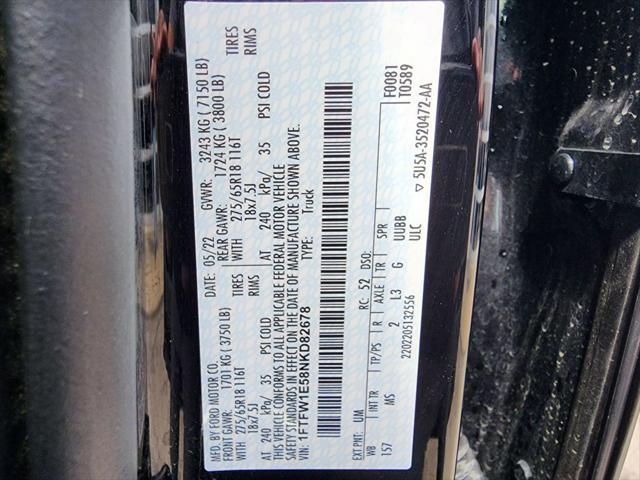 MFD. BY FORD MOTOR CO. DATE: 05/22 GVWR: 3243 KG ( 7150 LB)
FRONT GAWR: 1701 KG ( 3750 LB) REAR GAWR: 1724 KG ( 3800 LB)
WITH 275/65R18 116T TIRES WITH 275/65R18 116T TIRES
18x7.5J RIMS 18x7.5J RIMS
AT 240 kPa/ 35 PSI COLD AT 240 kPa/ 35 PSI COLD
THIS VEHICLE CONFORMS TO ALL APPLICABLE FEDERAL MOTOR VEHICLE
SAFETY STANDARDS IN EFFECT ON THE DATE OF MANUFACTURE SHOWN ABOVE.
VIN: 1FTFW1E58NKD82678 TYPE: Truck
F0081
T0589
EXT PNT: UM RC: 52 DSO:
WB INT TR TP/PS R AXLE TR SPR
157 MS 2 L3 G UUBB
ULC
2202205132556
▽ 5U5A-3520472-AA